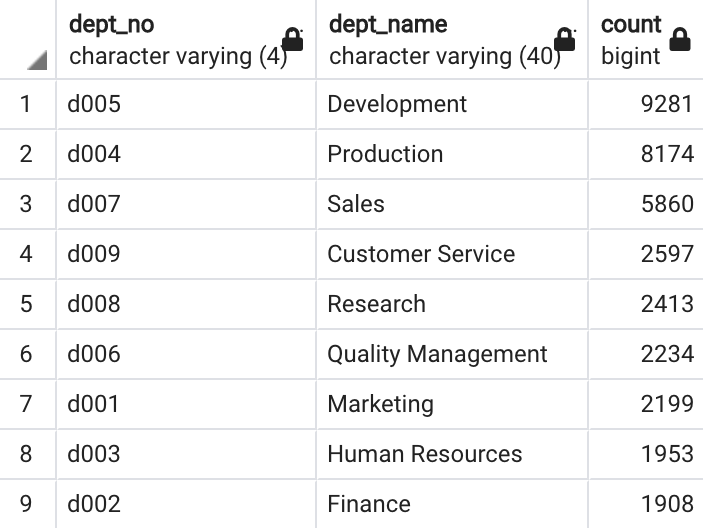 dept_no dept_name count
character varying (4) character varying (40) bigint
1 d005 Development 9281
2 d004 Production 8174
3 d007 Sales 5860
4 d009 Customer Service 2597
5 d008 Research 2413
6 d006 Quality Management 2234
7 d001 Marketing 2199
8 d003 Human Resources 1953
9 d002 Finance 1908